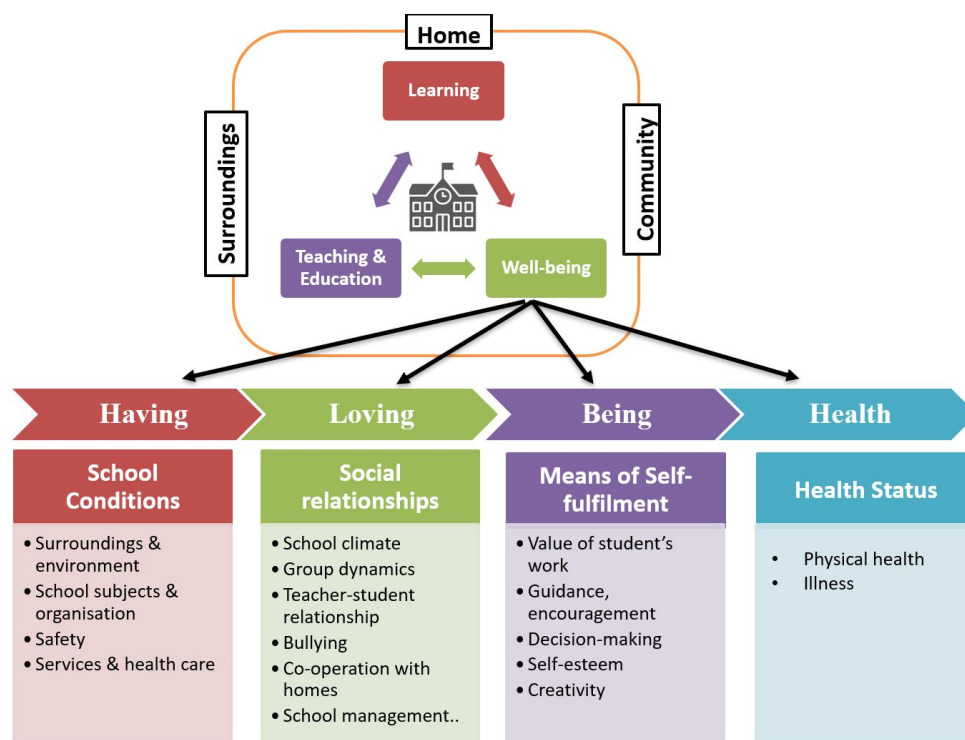 Home
Learning
Surroundings
Community
Teaching &
Education
Well-being
Having
Loving
Being
Health
School
Conditions
• Surroundings &
environment
• School subjects &
organisation
• Safety
• Services & health care
Social
relationships
• School climate
• Group dynamics
• Teacher-student
relationship
• Bullying
• Co-operation with
homes
• School management..
Means of Self-
fulfilment
• Value of student’s
work
• Guidance,
encouragement
• Decision-making
• Self-esteem
• Creativity
Health Status
• Physical health
• Illness